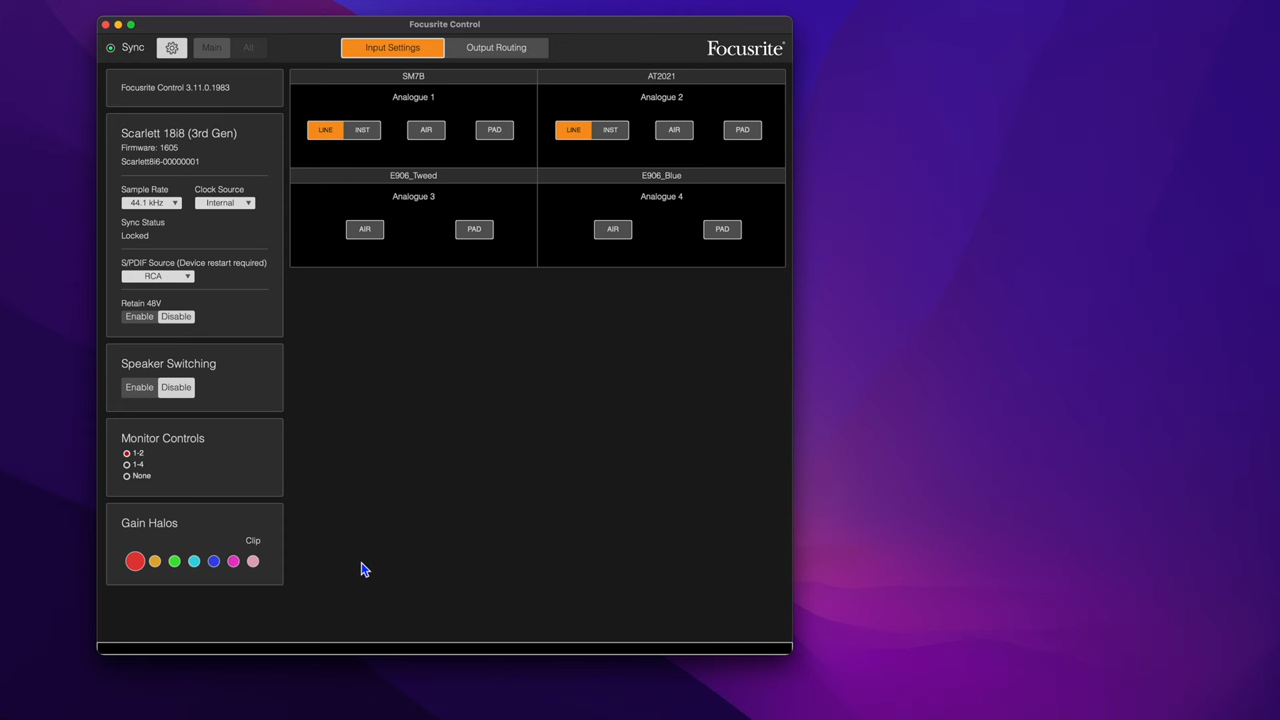 Focusrite Control
Sync
Main
Alt
Input Settings
Output Routing
Focusrite®
Focusrite Control 3.11.0.1983
Scarlett 18i8 (3rd Gen)
Firmware: 1605
Scarlett8i6-00000001
Sample Rate
Clock Source
44.1 kHz
Internal
Sync Status
Locked
S/PDIF Source (Device restart required)
RCA
Retain 48V
Enable
Disable
Speaker Switching
Enable
Disable
Monitor Controls
1-2
1-4
None
Gain Halos
Clip
SM7B
Analogue 1
LINE
INST
AIR
PAD
AT2021
Analogue 2
LINE
INST
AIR
PAD
E906_Tweed
Analogue 3
AIR
PAD
E906_Blue
Analogue 4
AIR
PAD